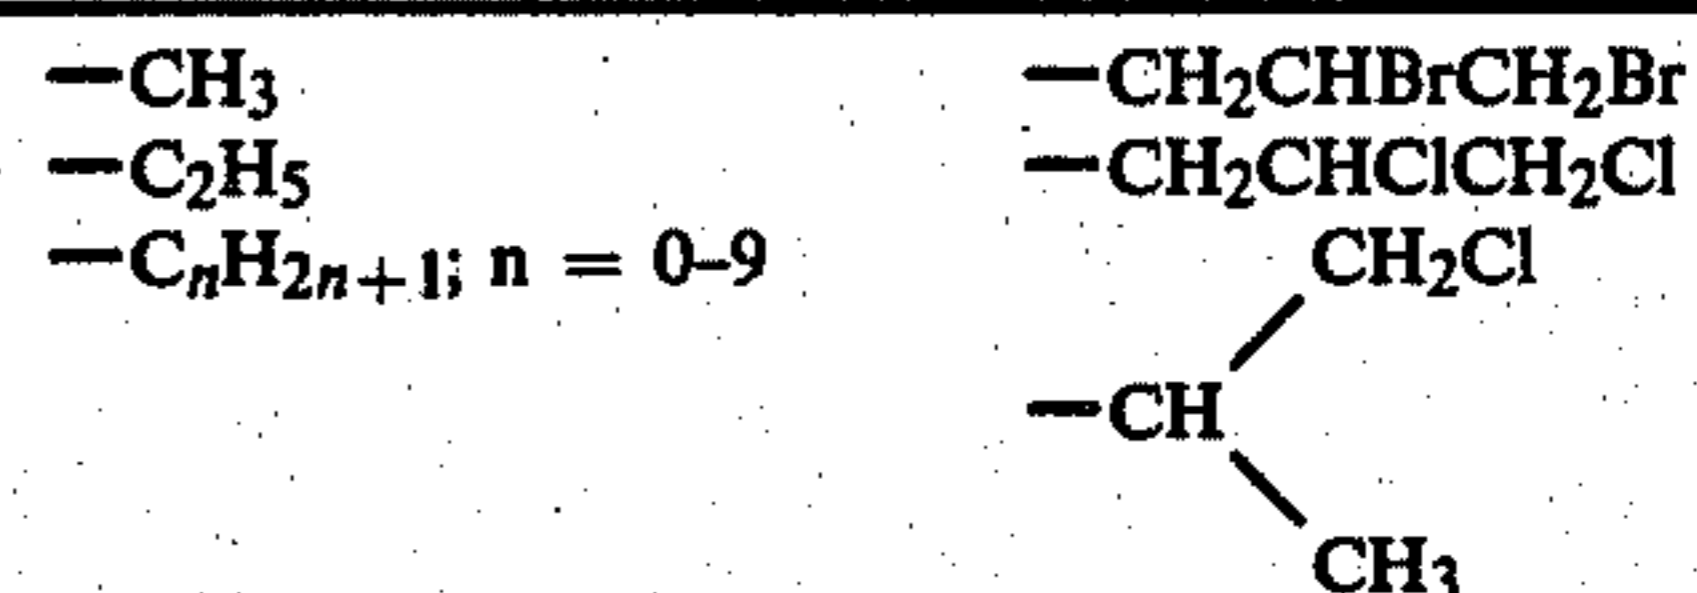 —CH₃
—C₂H₅
—CₙH₂ₙ₊₁; n = 0–9
—CH₂CHBrCH₂Br
—CH₂CHClCH₂Cl
CH₂Cl
—CH
CH₃